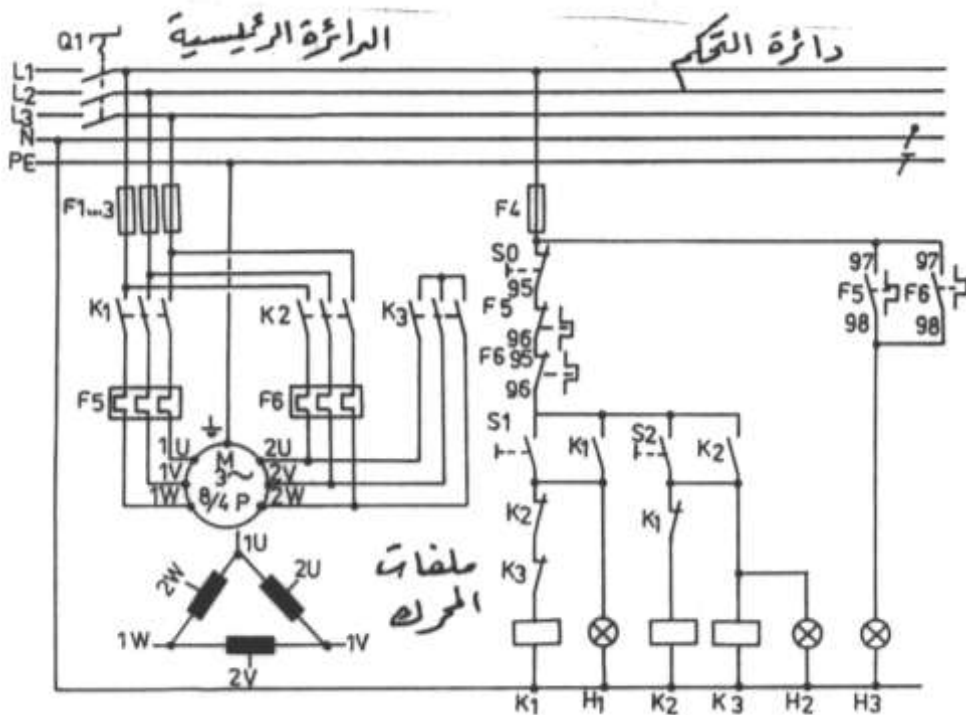 Q1 الدائرة الرئيسية دائرة التحكم
L1
L2
L3
N
PE
F1...3 F4
S0 97 97
95 F5 F6
K1 K2 K3 F5 98 98
96
F6 95
F5 F6 96
S1 K1 S2 K2
1U M 2U
1V 3~ 2V
1W 8/4 P 2W
K2 K1
1U
2W 2U ملفات
K3
المحرك
1W 1V
2V
K1 H1 K2 K3 H2 H3